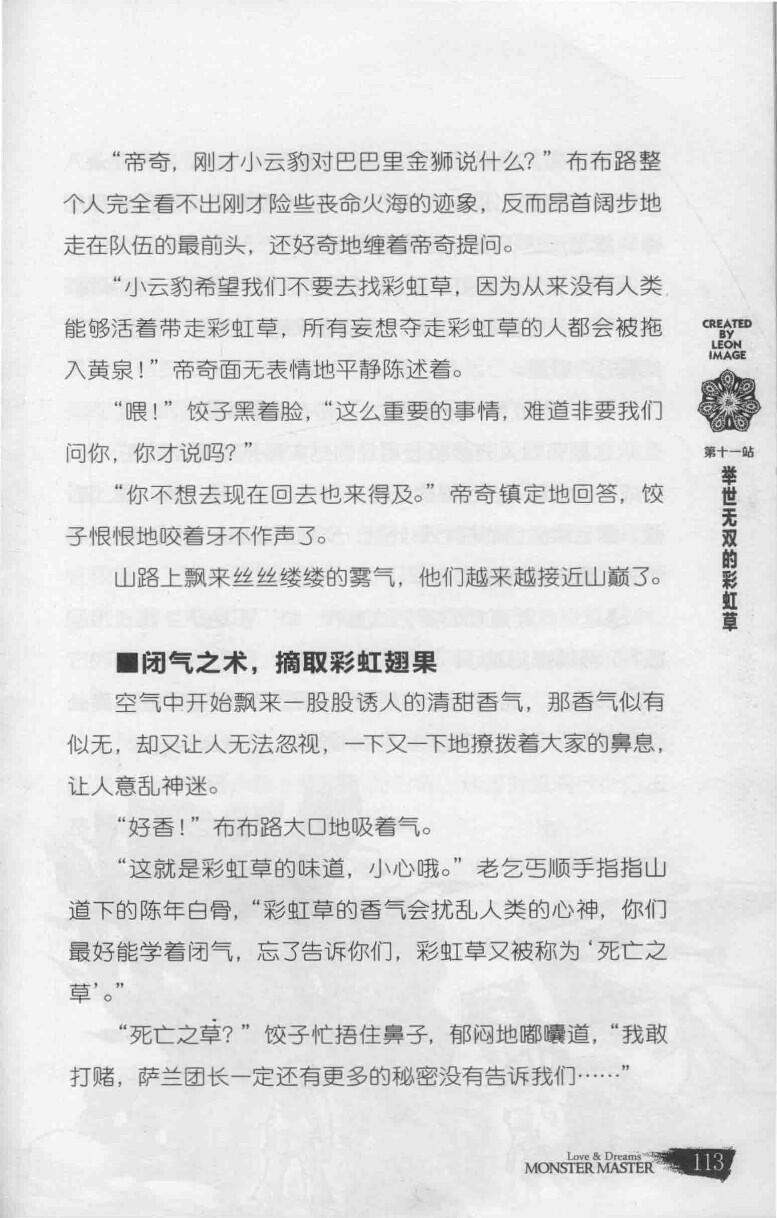 “帝奇，刚才小云豹对巴巴里金狮说什么？”布布路整
个人完全看不出刚才险些丧命火海的迹象，反而昂首阔步地
走在队伍的最前头，还好奇地缠着帝奇提问。
“小云豹希望我们不要去找彩虹草，因为从来没有人类
能够活着带走彩虹草，所有妄想夺走彩虹草的人都会被拖
入黄泉！”帝奇面无表情地平静陈述着。
“喂！”饺子黑着脸，“这么重要的事情，难道非要我们
问你，你才说吗？”
“你不想去现在回去也来得及。”帝奇镇定地回答，饺
子恨恨地咬着牙不作声了。
山路上飘来丝丝缕缕的雾气，他们越来越接近山巅了。
■闭气之术，摘取彩虹翅果
空气中开始飘来一股股诱人的清甜香气，那香气似有
似无，却又让人无法忽视，一下又一下地撩拨着大家的鼻息，
让人意乱神迷。
“好香！”布布路大口地吸着气。
“这就是彩虹草的味道，小心哦。”老乞丐顺手指指山
道下的陈年白骨，“彩虹草的香气会扰乱人类的心神，你们
最好能学着闭气，忘了告诉你们，彩虹草又被称为‘死亡之
草’。”
“死亡之草？”饺子忙捂住鼻子，郁闷地嘟囔道，“我敢
打赌，萨兰团长一定还有更多的秘密没有告诉我们……”
CREATED
BY
LEON
IMAGE
第十一站
举世无双的彩虹草
Love & Dreams
MONSTER MASTER
113